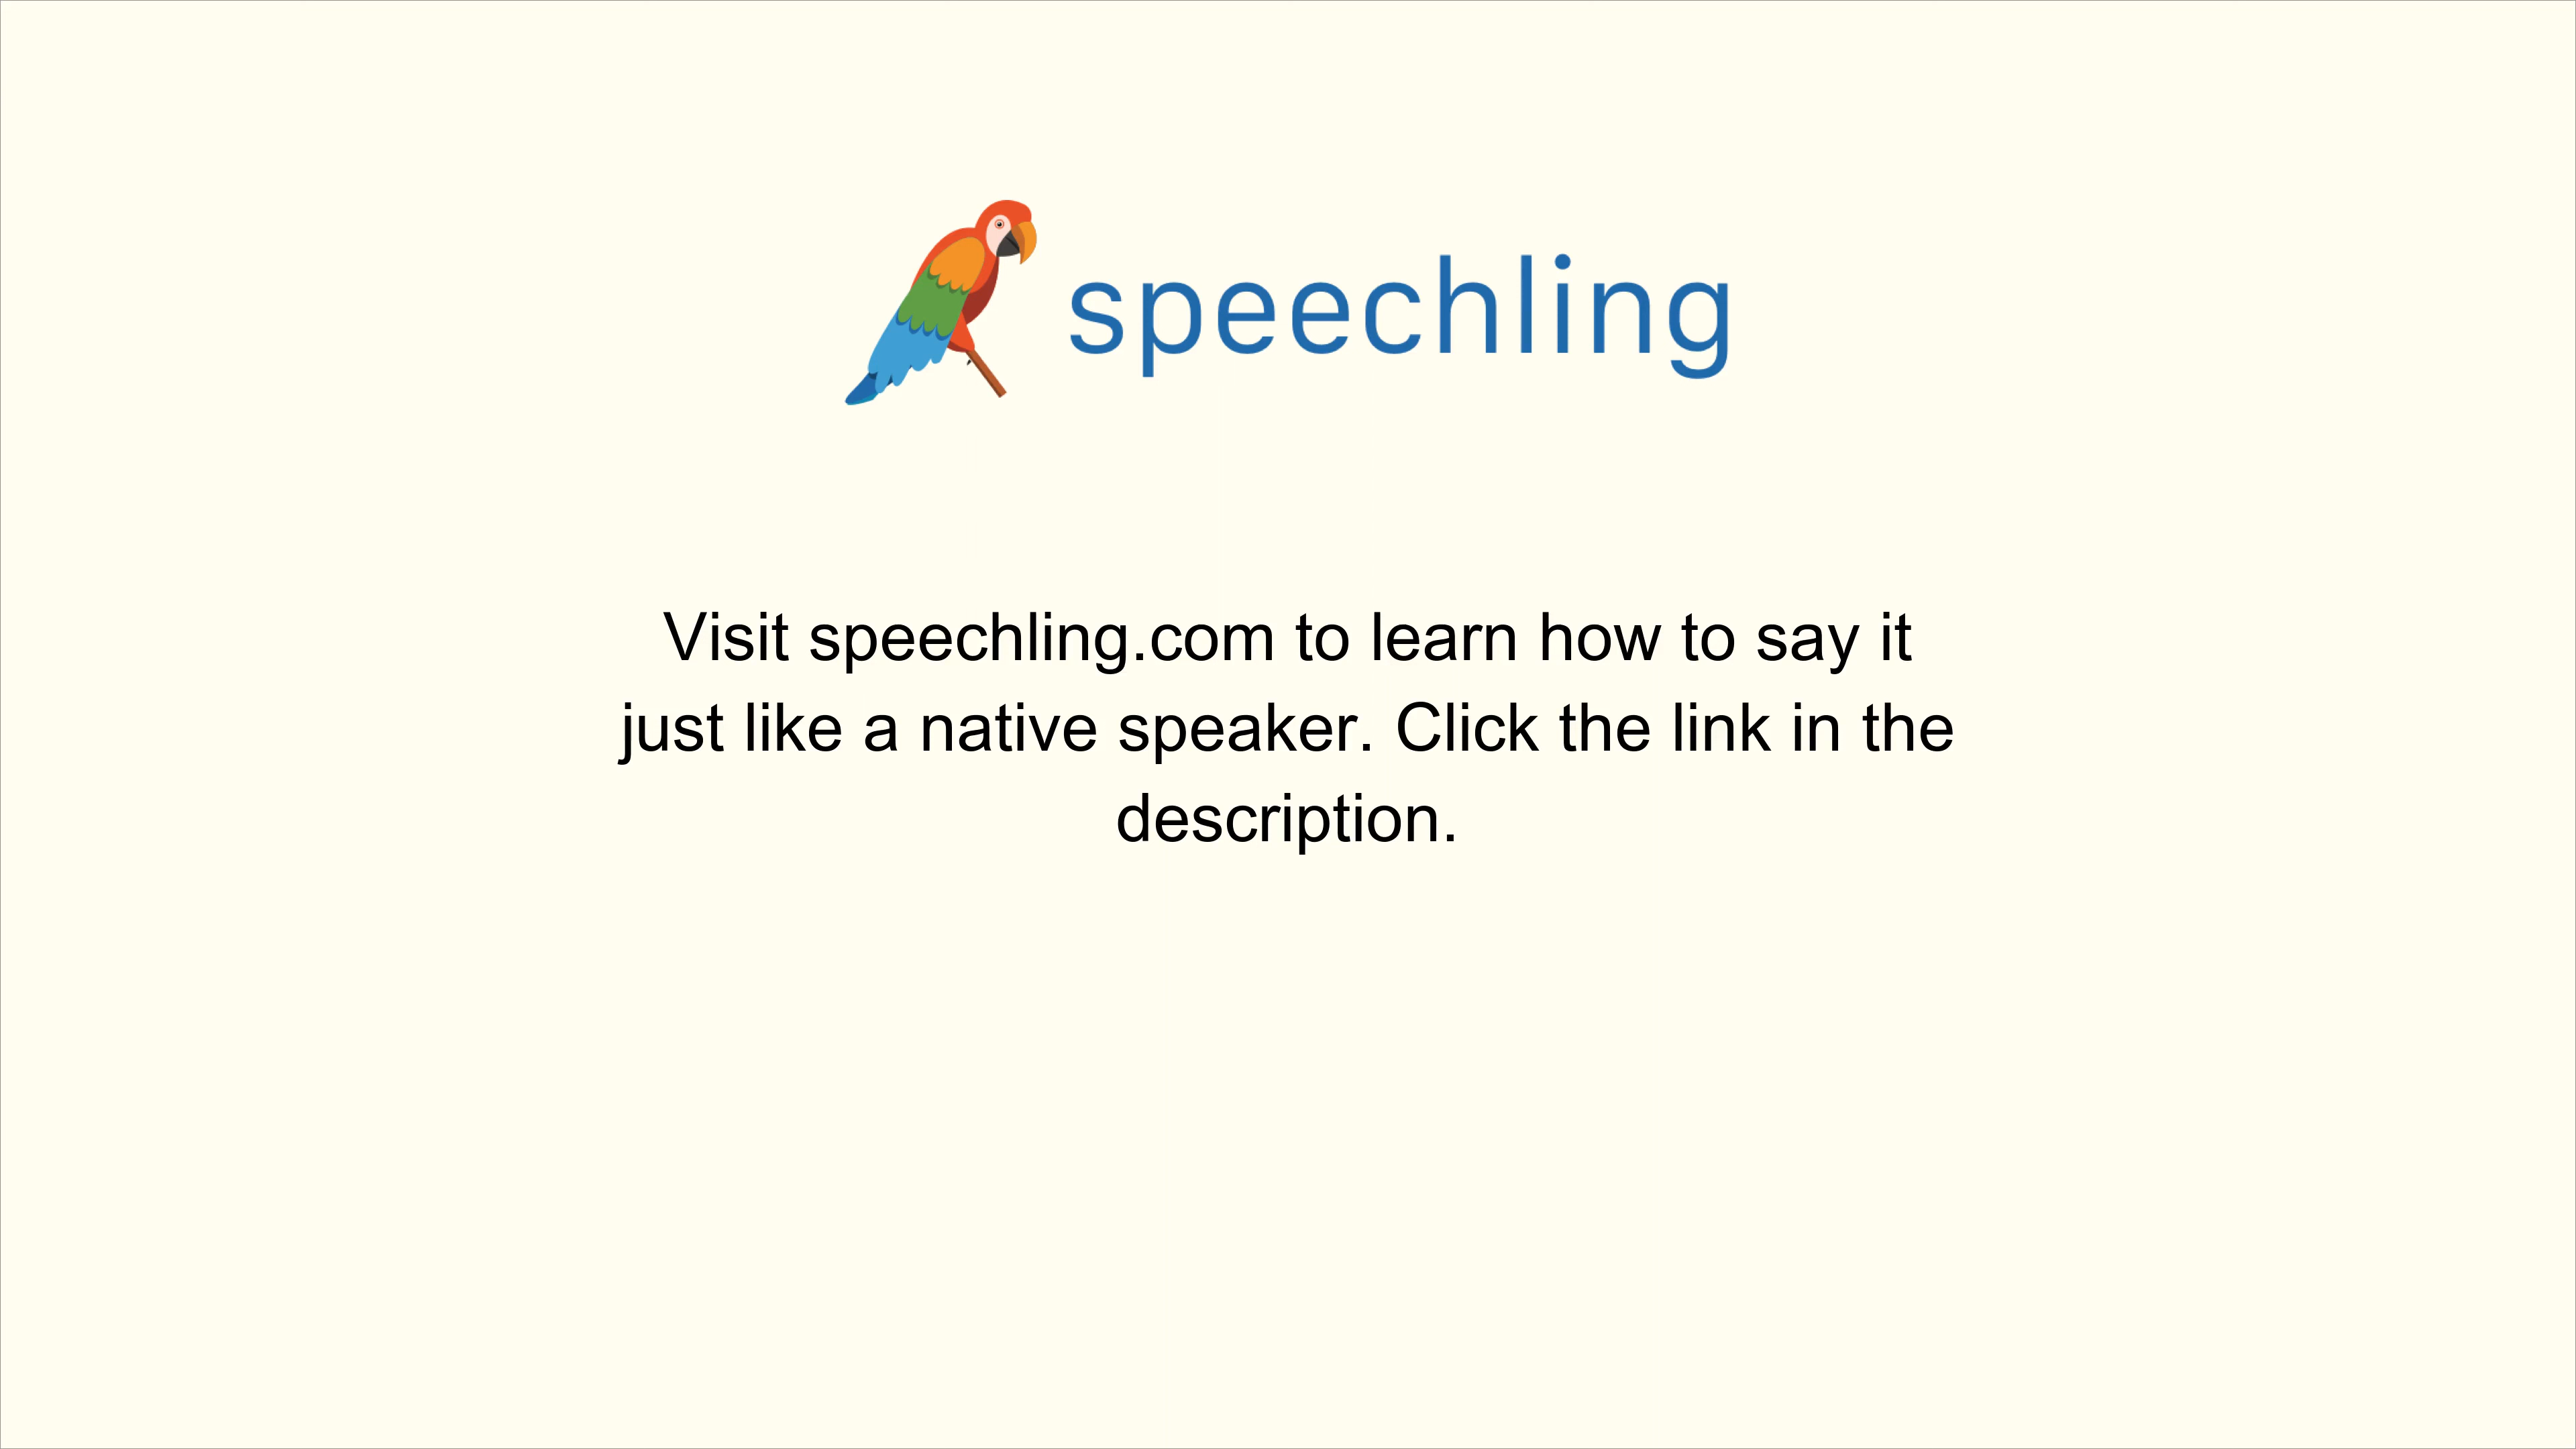 speechling
Visit speechling.com to learn how to say it
just like a native speaker. Click the link in the
description.